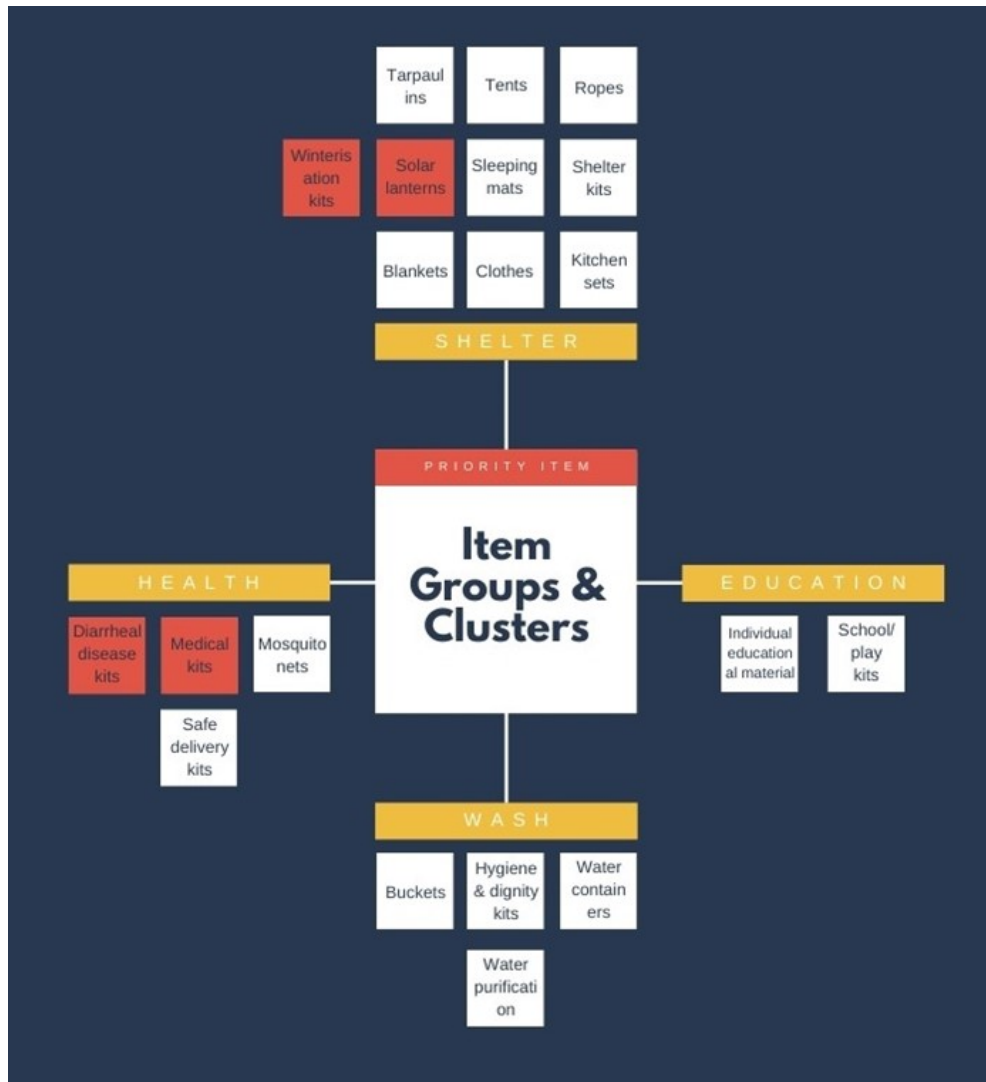 Tarpaul
ins
Tents
Ropes
Winteris
ation
kits
Solar
lanterns
Sleeping
mats
Shelter
kits
Blankets
Clothes
Kitchen
sets
SHELTER
PRIORITY ITEM
Item
Groups &
Clusters
HEALTH
Diarrheal
disease
kits
Medical
kits
Mosquito
nets
Safe
delivery
kits
EDUCATION
Individual
education
al material
School/
play
kits
WASH
Buckets
Hygiene
& dignity
kits
Water
contain
ers
Water
purificati
on